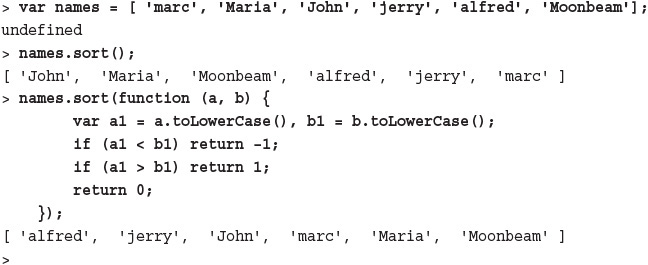 > var names = [ 'marc', 'Maria', 'John', 'jerry', 'alfred', 'Moonbeam'];
undefined
> names.sort();
[ 'John', 'Maria', 'Moonbeam', 'alfred', 'jerry', 'marc' ]
> names.sort(function (a, b) {
        var a1 = a.toLowerCase(), b1 = b.toLowerCase();
        if (a1 < b1) return -1;
        if (a1 > b1) return 1;
        return 0;
    });
[ 'alfred', 'jerry', 'John', 'marc', 'Maria', 'Moonbeam' ]
>